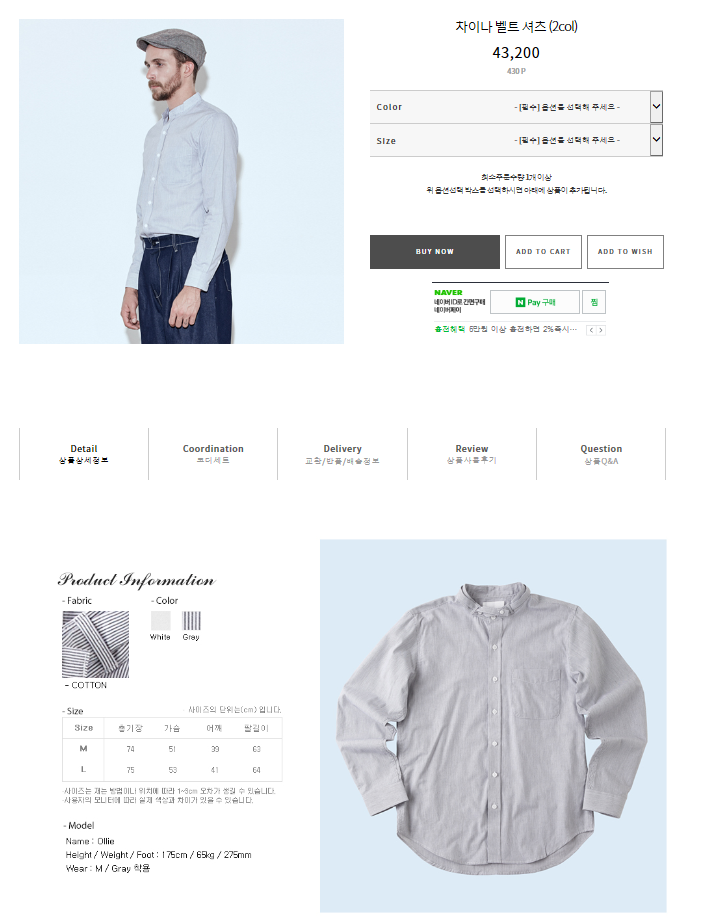 차이나 벨트 셔츠 (2col)
43,200
430 P
Color - [필수] 옵션을 선택해 주세요 -
Size - [필수] 옵션을 선택해 주세요 -
최소주문수량 1개 이상
위 옵션선택 박스를 선택하시면 아래에 상품이 추가됩니다.
BUY NOW ADD TO CART ADD TO WISH
NAVER
네이버ID로 간편구매
네이버페이
N Pay 구매 찜
충전혜택 5만원 이상 충전하면 2%즉시···
Detail Coordination Delivery Review Question
상품상세정보 코디세트 교환/반품/배송정보 상품사용후기 상품Q&A
Product Information
- Fabric - Color
White Gray
- COTTON
- Size 사이즈의 단위는(cm) 입니다.
Size 총기장 가슴 어깨 팔길이
M 74 51 39 63
L 75 53 41 64
·사이즈는 재는 방법이나 위치에 따라 1~3cm 오차가 생길 수 있습니다.
·사용자의 모니터에 따라 실제 색상과 차이가 있을 수 있습니다.
- Model
Name : Ollie
Height / Weight / Foot : 175cm / 65kg / 275mm
Wear : M / Gray 착용